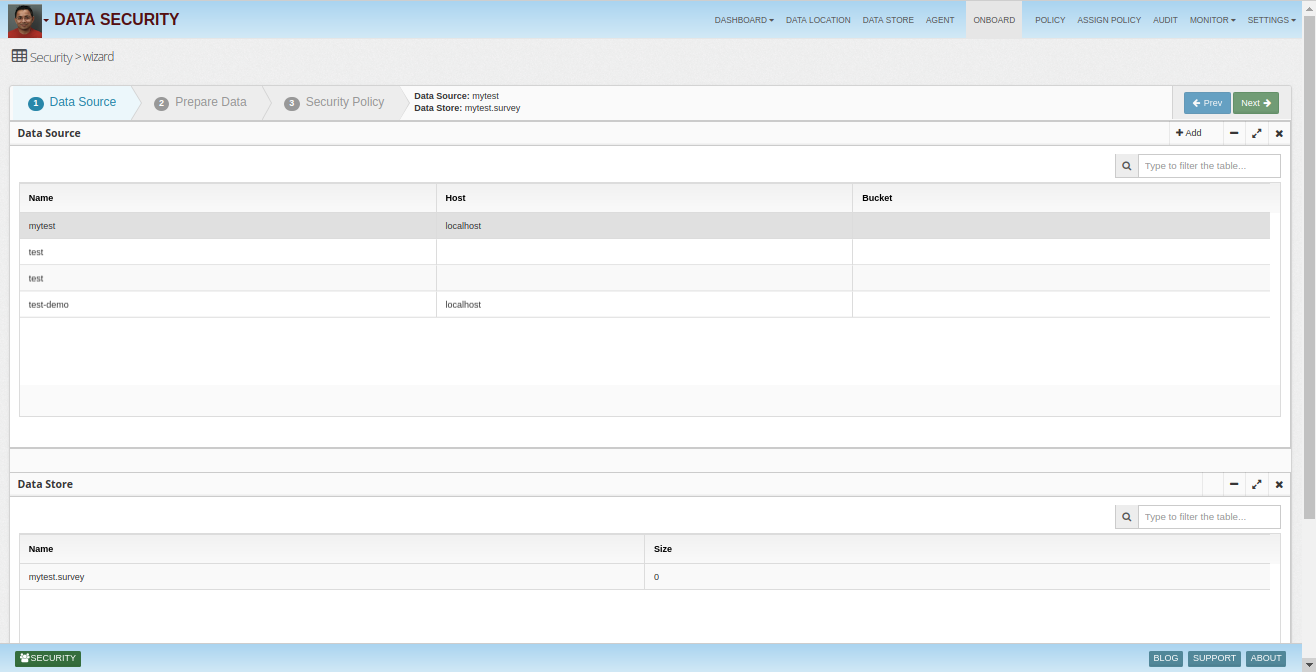 DATA SECURITY
DASHBOARD DATA LOCATION DATA STORE AGENT ONBOARD POLICY ASSIGN POLICY AUDIT MONITOR SETTINGS
Security > wizard
1 Data Source 2 Prepare Data 3 Security Policy
Data Source: mytest
Data Store: mytest.survey
Prev Next
Data Source
Add
Type to filter the table...
Name Host Bucket
mytest localhost
test
test
test-demo localhost
Data Store
Type to filter the table...
Name Size
mytest.survey 0
SECURITY
BLOG SUPPORT ABOUT